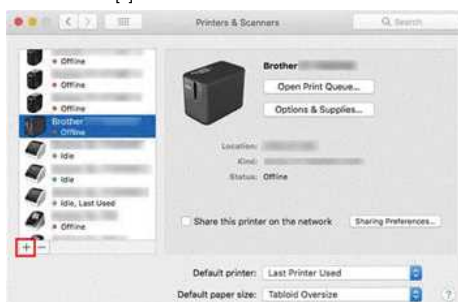 Printers & Scanners
Search
Offline
Offline
Offline
Brother
Offline
Idle
Idle
Idle, Last Used
Offline
+ −
Brother
Open Print Queue...
Options & Supplies...
Location:
Kind:
Status: Offline
Share this printer on the network
Sharing Preferences...
Default printer: Last Printer Used
Default paper size: Tabloid Oversize
?